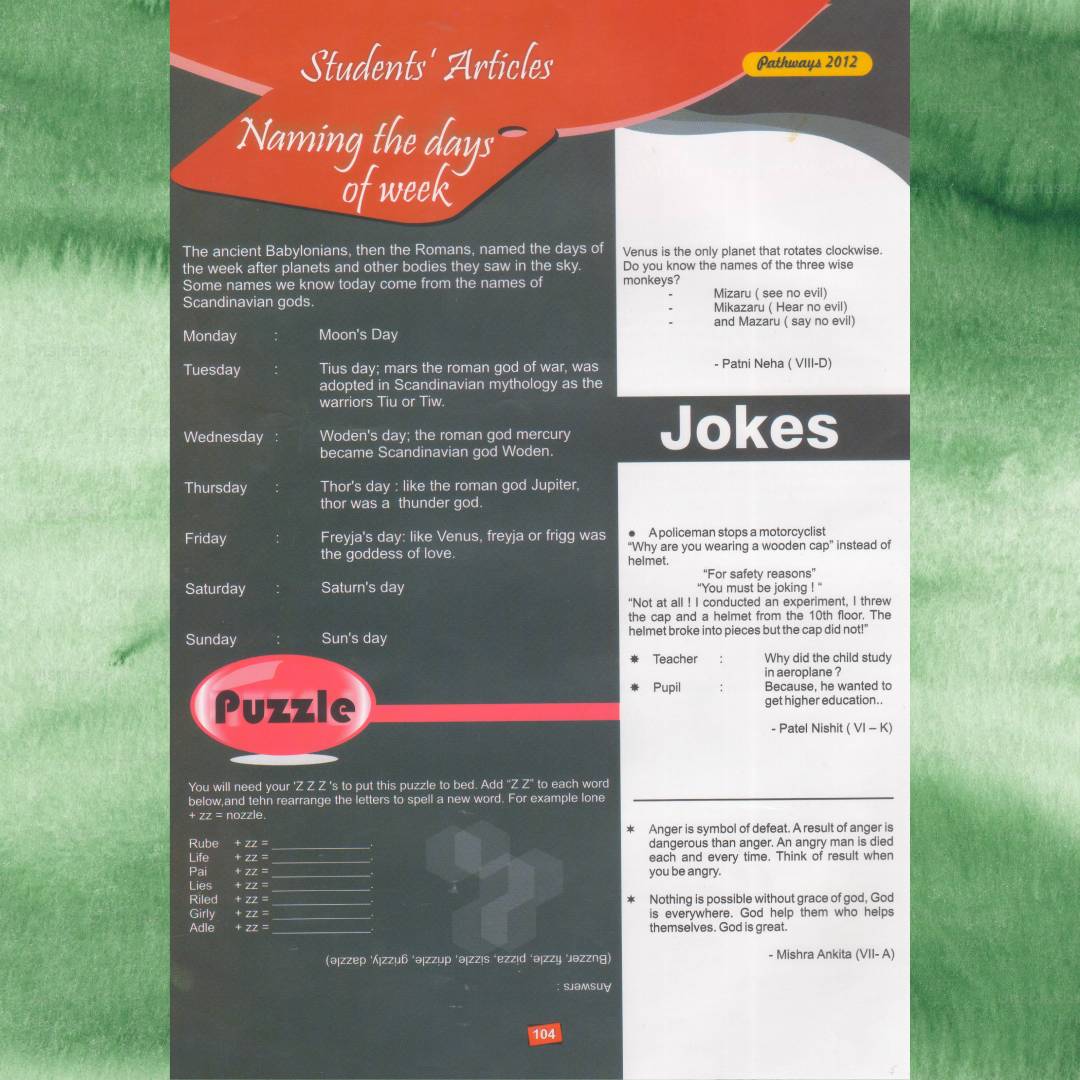 Students' Articles
Pathways 2012
Naming the days
of week
The ancient Babylonians, then the Romans, named the days of
the week after planets and other bodies they saw in the sky.
Some names we know today come from the names of
Scandinavian gods.
Monday : Moon's Day
Tuesday : Tius day; mars the roman god of war, was
adopted in Scandinavian mythology as the
warriors Tiu or Tiw.
Wednesday : Woden's day; the roman god mercury
became Scandinavian god Woden.
Thursday : Thor's day : like the roman god Jupiter,
thor was a thunder god.
Friday : Freyja's day: like Venus, freyja or frigg was
the goddess of love.
Saturday : Saturn's day
Sunday : Sun's day
Puzzle
You will need your 'Z Z Z 's to put this puzzle to bed. Add “Z Z” to each word
below,and tehn rearrange the letters to spell a new word. For example lone
+ zz = nozzle.
Rube + zz = _______________.
Life + zz = _______________.
Pai + zz = _______________.
Lies + zz = _______________.
Riled + zz = _______________.
Girly + zz = _______________.
Adle + zz = _______________.
Answers :
(Buzzer, fizzle, pizza, sizzle, drizzle, grizzly, dazzle)
104
Venus is the only planet that rotates clockwise.
Do you know the names of the three wise
monkeys?
- Mizaru ( see no evil)
- Mikazaru ( Hear no evil)
- and Mazaru ( say no evil)
- Patni Neha ( VIII-D)
Jokes
● A policeman stops a motorcyclist
“Why are you wearing a wooden cap” instead of
helmet.
“For safety reasons”
“You must be joking ! “
“Not at all ! I conducted an experiment, I threw
the cap and a helmet from the 10th floor. The
helmet broke into pieces but the cap did not!”
✷ Teacher : Why did the child study
in aeroplane ?
✷ Pupil : Because, he wanted to
get higher education..
- Patel Nishit ( VI – K)
✶ Anger is symbol of defeat. A result of anger is
dangerous than anger. An angry man is died
each and every time. Think of result when
you be angry.
✶ Nothing is possible without grace of god, God
is everywhere. God help them who helps
themselves. God is great.
- Mishra Ankita (VII- A)